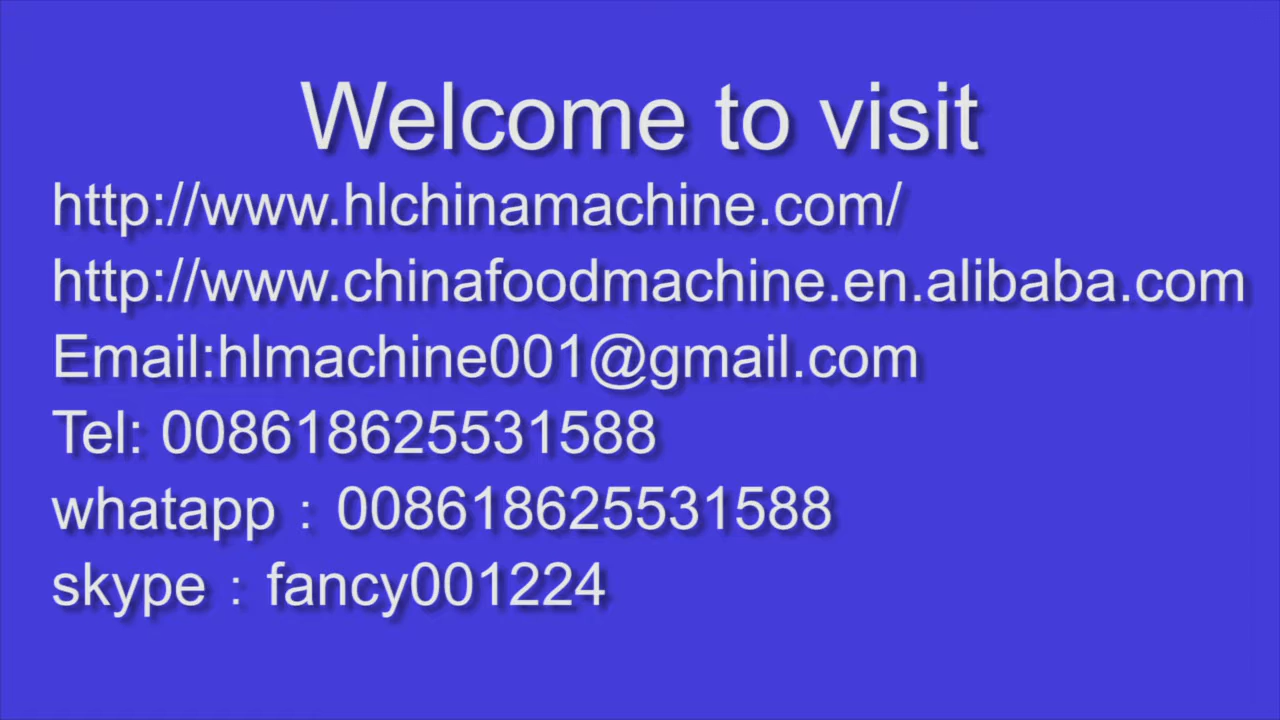 Welcome to visit
http://www.hlchinamachine.com/
http://www.chinafoodmachine.en.alibaba.com
Email:hlmachine001@gmail.com
Tel: 008618625531588
whatapp：008618625531588
skype：fancy001224